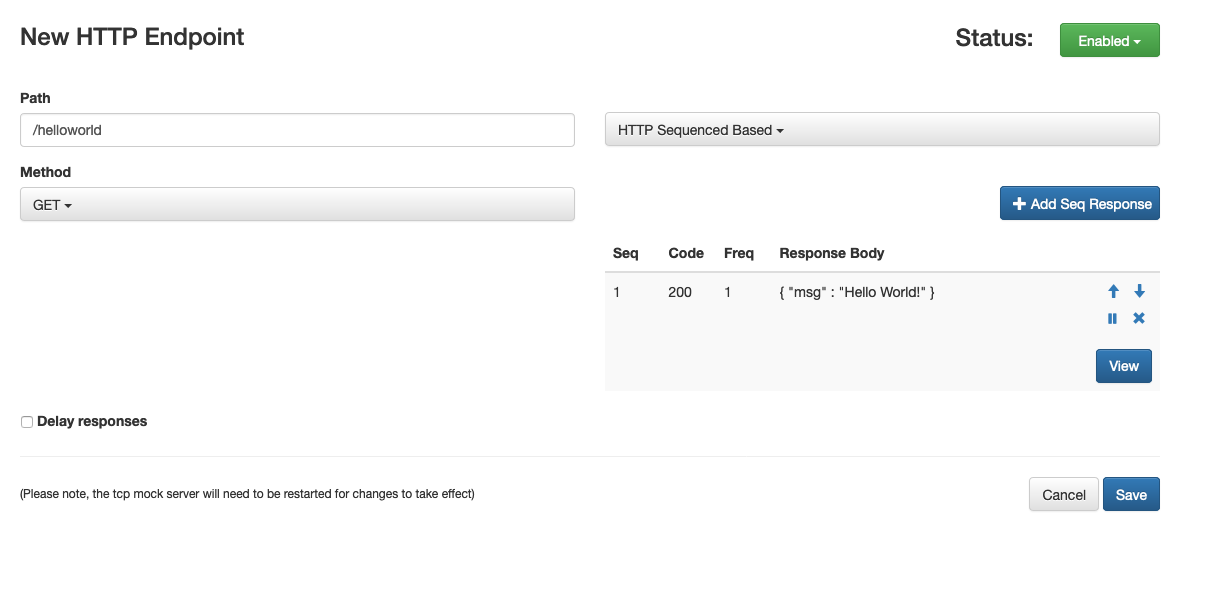 New HTTP Endpoint
Status:
Enabled
Path
/helloworld
HTTP Sequenced Based
Method
GET
Add Seq Response
Seq Code Freq Response Body
1 200 1 { "msg" : "Hello World!" }
View
Delay responses
(Please note, the tcp mock server will need to be restarted for changes to take effect)
Cancel
Save